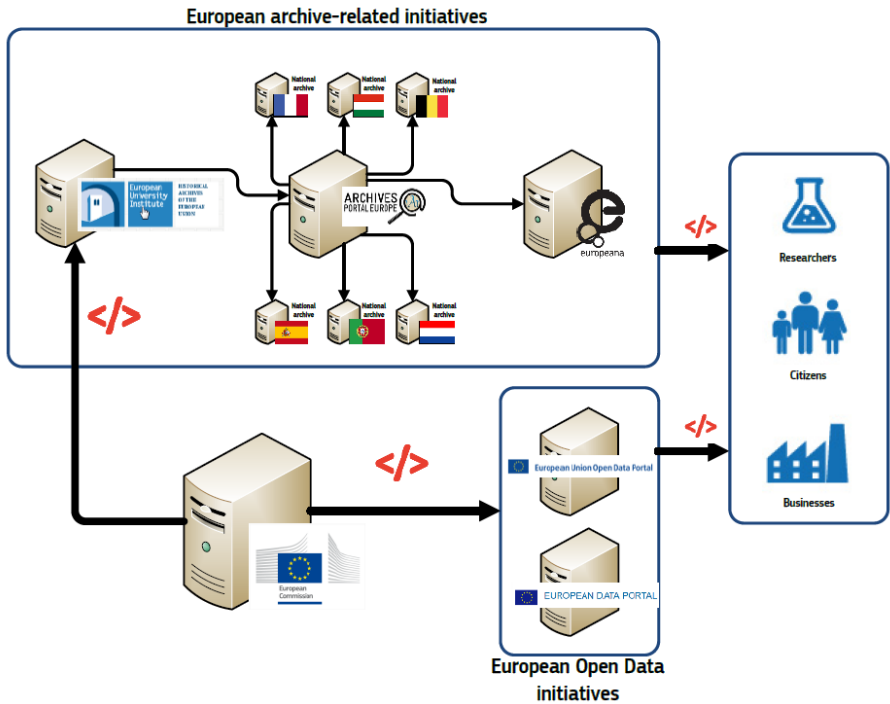 European archive-related initiatives
National
archive
National
archive
National
archive
European
University
Institute
HISTORICAL
ARCHIVES
OF THE
EUROPEAN
UNION
ARCHIVES
PORTAL EUROPE
europeana
</>
</>
National
archive
National
archive
National
archive
Researchers
Citizens
Businesses
</>
</>
European Union Open Data Portal
European
Commission
EUROPEAN DATA PORTAL
European Open Data
initiatives